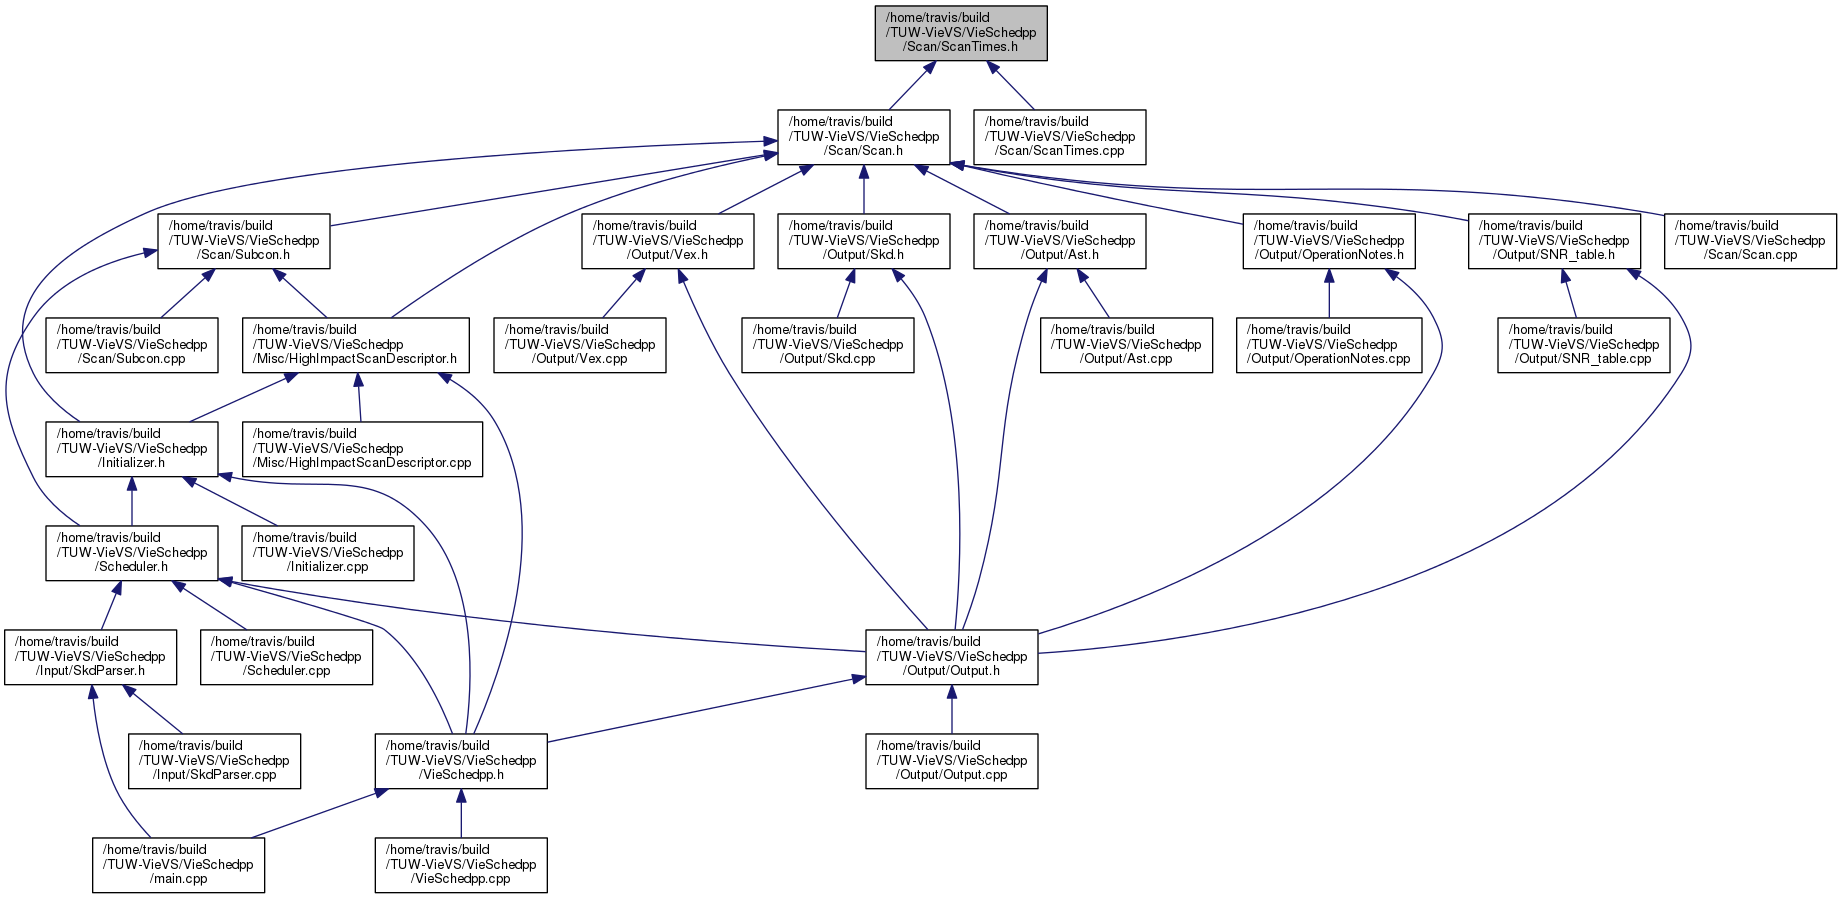 /home/travis/build
/TUW-VieVS/VieSchedpp
/Scan/ScanTimes.h
/home/travis/build
/TUW-VieVS/VieSchedpp
/Scan/Scan.h
/home/travis/build
/TUW-VieVS/VieSchedpp
/Scan/ScanTimes.cpp
/home/travis/build
/TUW-VieVS/VieSchedpp
/Scan/Subcon.h
/home/travis/build
/TUW-VieVS/VieSchedpp
/Output/Vex.h
/home/travis/build
/TUW-VieVS/VieSchedpp
/Output/Skd.h
/home/travis/build
/TUW-VieVS/VieSchedpp
/Output/Ast.h
/home/travis/build
/TUW-VieVS/VieSchedpp
/Output/OperationNotes.h
/home/travis/build
/TUW-VieVS/VieSchedpp
/Output/SNR_table.h
/home/travis/build
/TUW-VieVS/VieSchedpp
/Scan/Scan.cpp
/home/travis/build
/TUW-VieVS/VieSchedpp
/Scan/Subcon.cpp
/home/travis/build
/TUW-VieVS/VieSchedpp
/Misc/HighImpactScanDescriptor.h
/home/travis/build
/TUW-VieVS/VieSchedpp
/Output/Vex.cpp
/home/travis/build
/TUW-VieVS/VieSchedpp
/Output/Skd.cpp
/home/travis/build
/TUW-VieVS/VieSchedpp
/Output/Ast.cpp
/home/travis/build
/TUW-VieVS/VieSchedpp
/Output/OperationNotes.cpp
/home/travis/build
/TUW-VieVS/VieSchedpp
/Output/SNR_table.cpp
/home/travis/build
/TUW-VieVS/VieSchedpp
/Initializer.h
/home/travis/build
/TUW-VieVS/VieSchedpp
/Misc/HighImpactScanDescriptor.cpp
/home/travis/build
/TUW-VieVS/VieSchedpp
/Scheduler.h
/home/travis/build
/TUW-VieVS/VieSchedpp
/Initializer.cpp
/home/travis/build
/TUW-VieVS/VieSchedpp
/Input/SkdParser.h
/home/travis/build
/TUW-VieVS/VieSchedpp
/Scheduler.cpp
/home/travis/build
/TUW-VieVS/VieSchedpp
/Output/Output.h
/home/travis/build
/TUW-VieVS/VieSchedpp
/Input/SkdParser.cpp
/home/travis/build
/TUW-VieVS/VieSchedpp
/VieSchedpp.h
/home/travis/build
/TUW-VieVS/VieSchedpp
/Output/Output.cpp
/home/travis/build
/TUW-VieVS/VieSchedpp
/main.cpp
/home/travis/build
/TUW-VieVS/VieSchedpp
/VieSchedpp.cpp